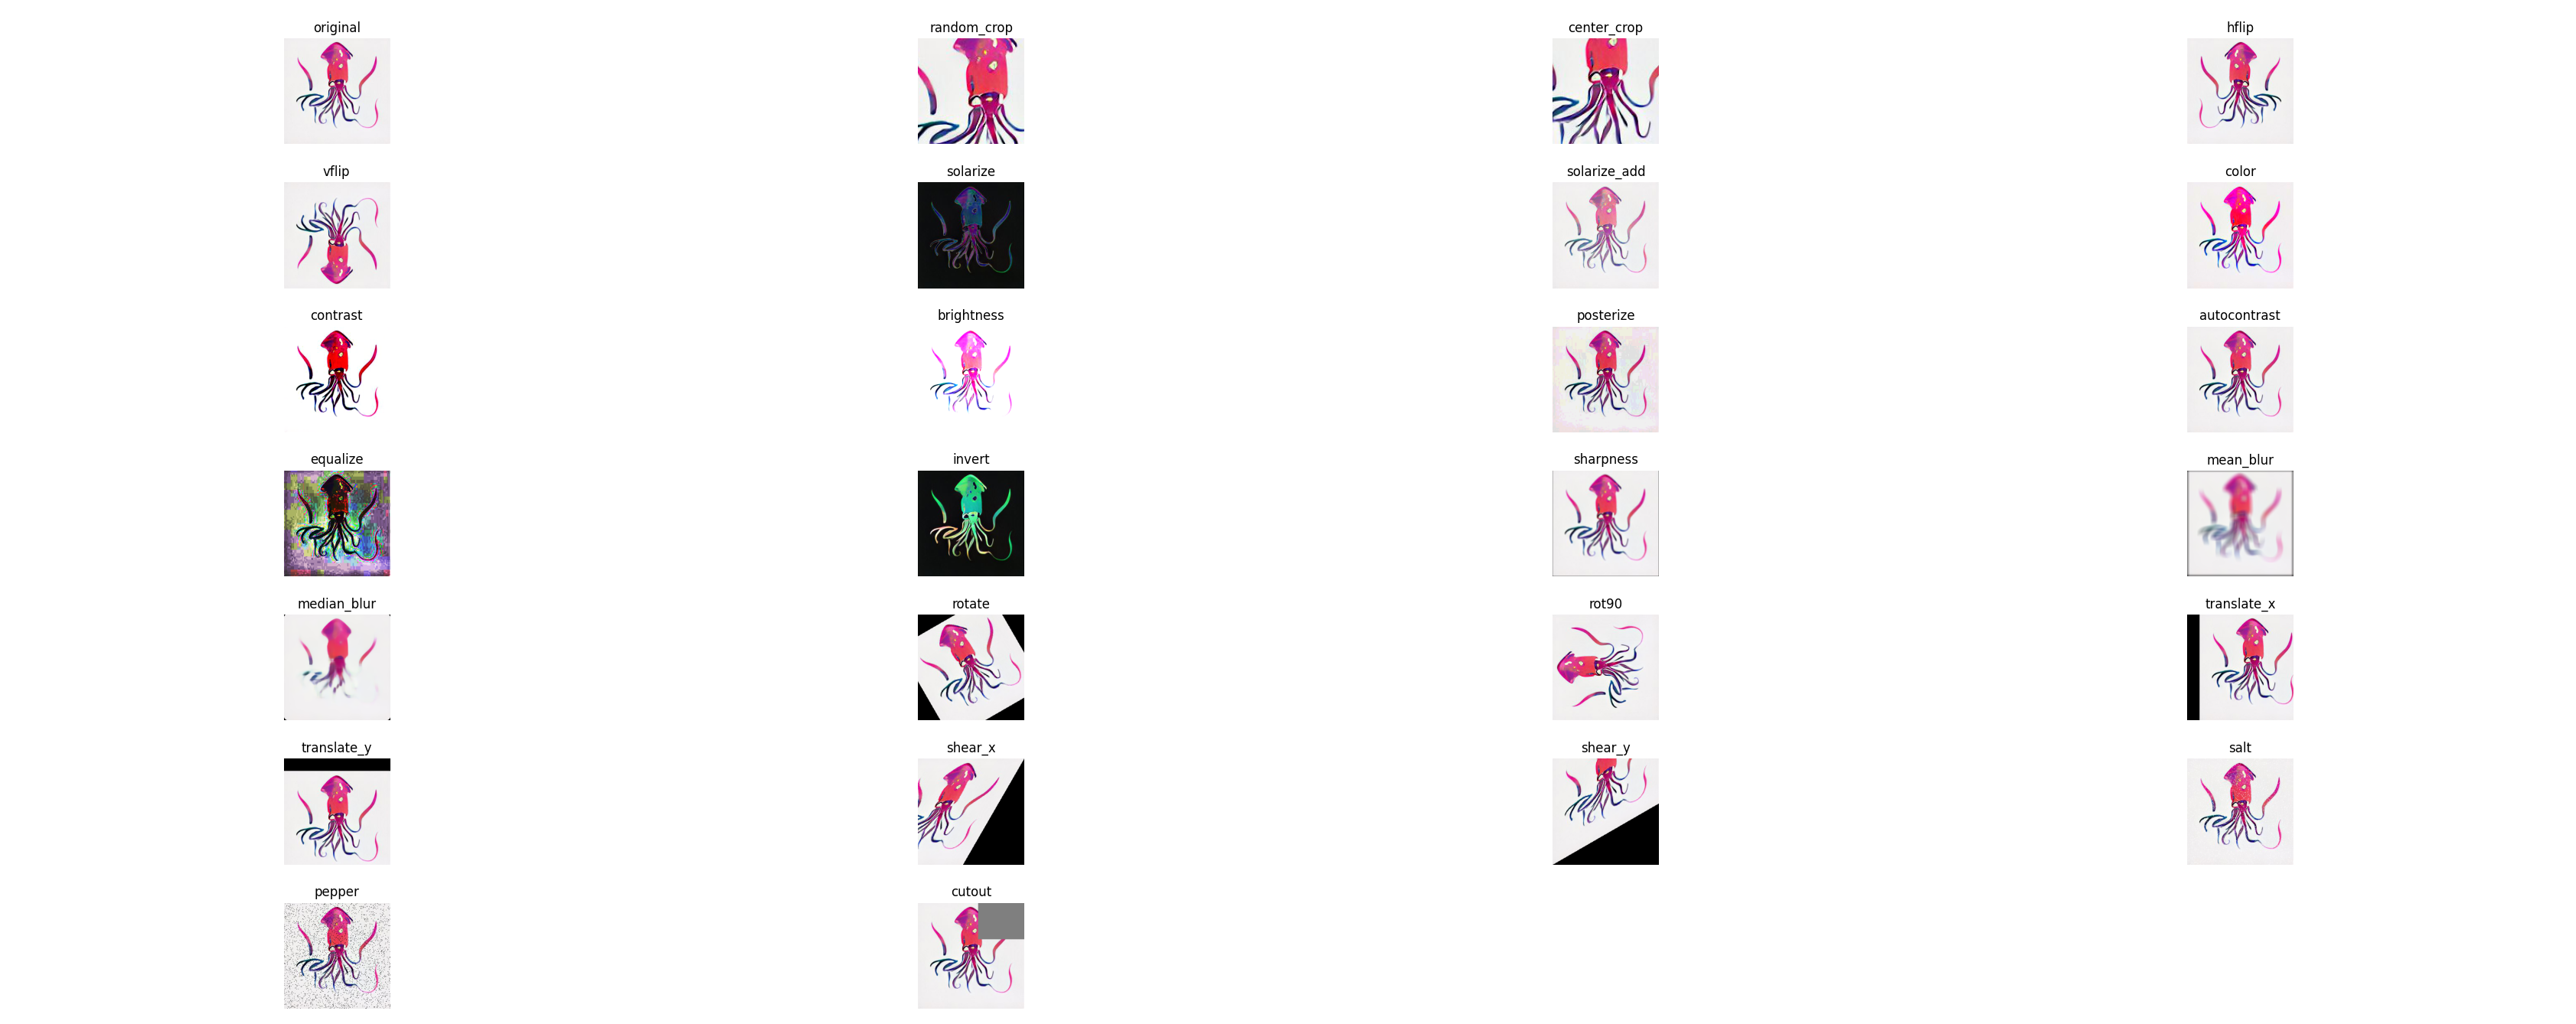 original
random_crop
center_crop
hflip
vflip
solarize
solarize_add
color
contrast
brightness
posterize
autocontrast
equalize
invert
sharpness
mean_blur
median_blur
rotate
rot90
translate_x
translate_y
shear_x
shear_y
salt
pepper
cutout